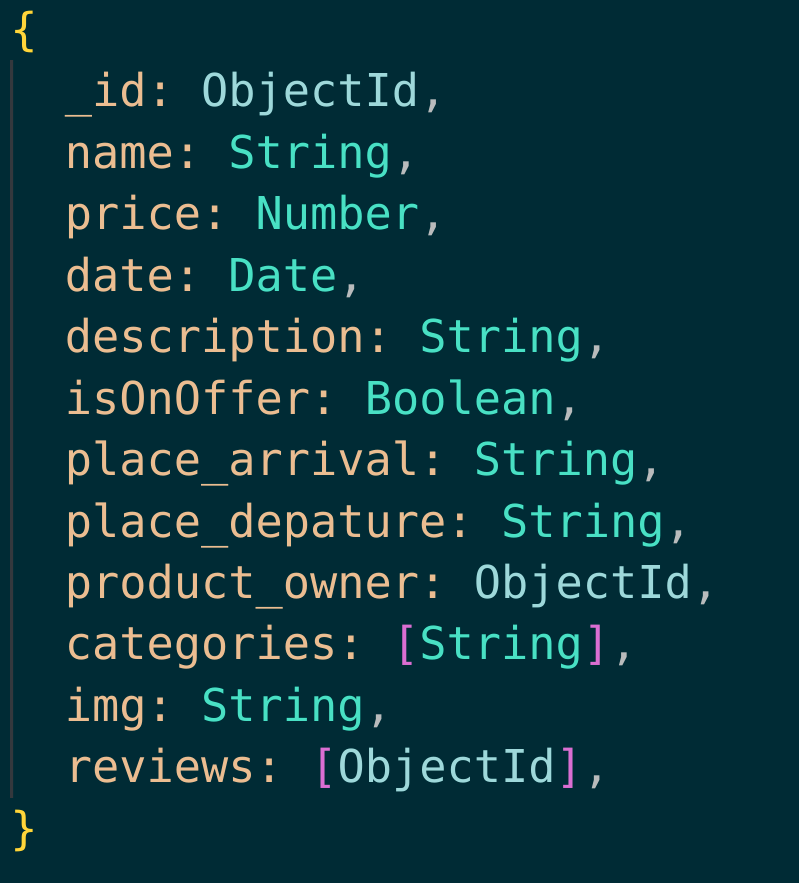 {
_id: ObjectId,
name: String,
price: Number,
date: Date,
description: String,
isOnOffer: Boolean,
place_arrival: String,
place_depature: String,
product_owner: ObjectId,
categories: [String],
img: String,
reviews: [ObjectId],
}